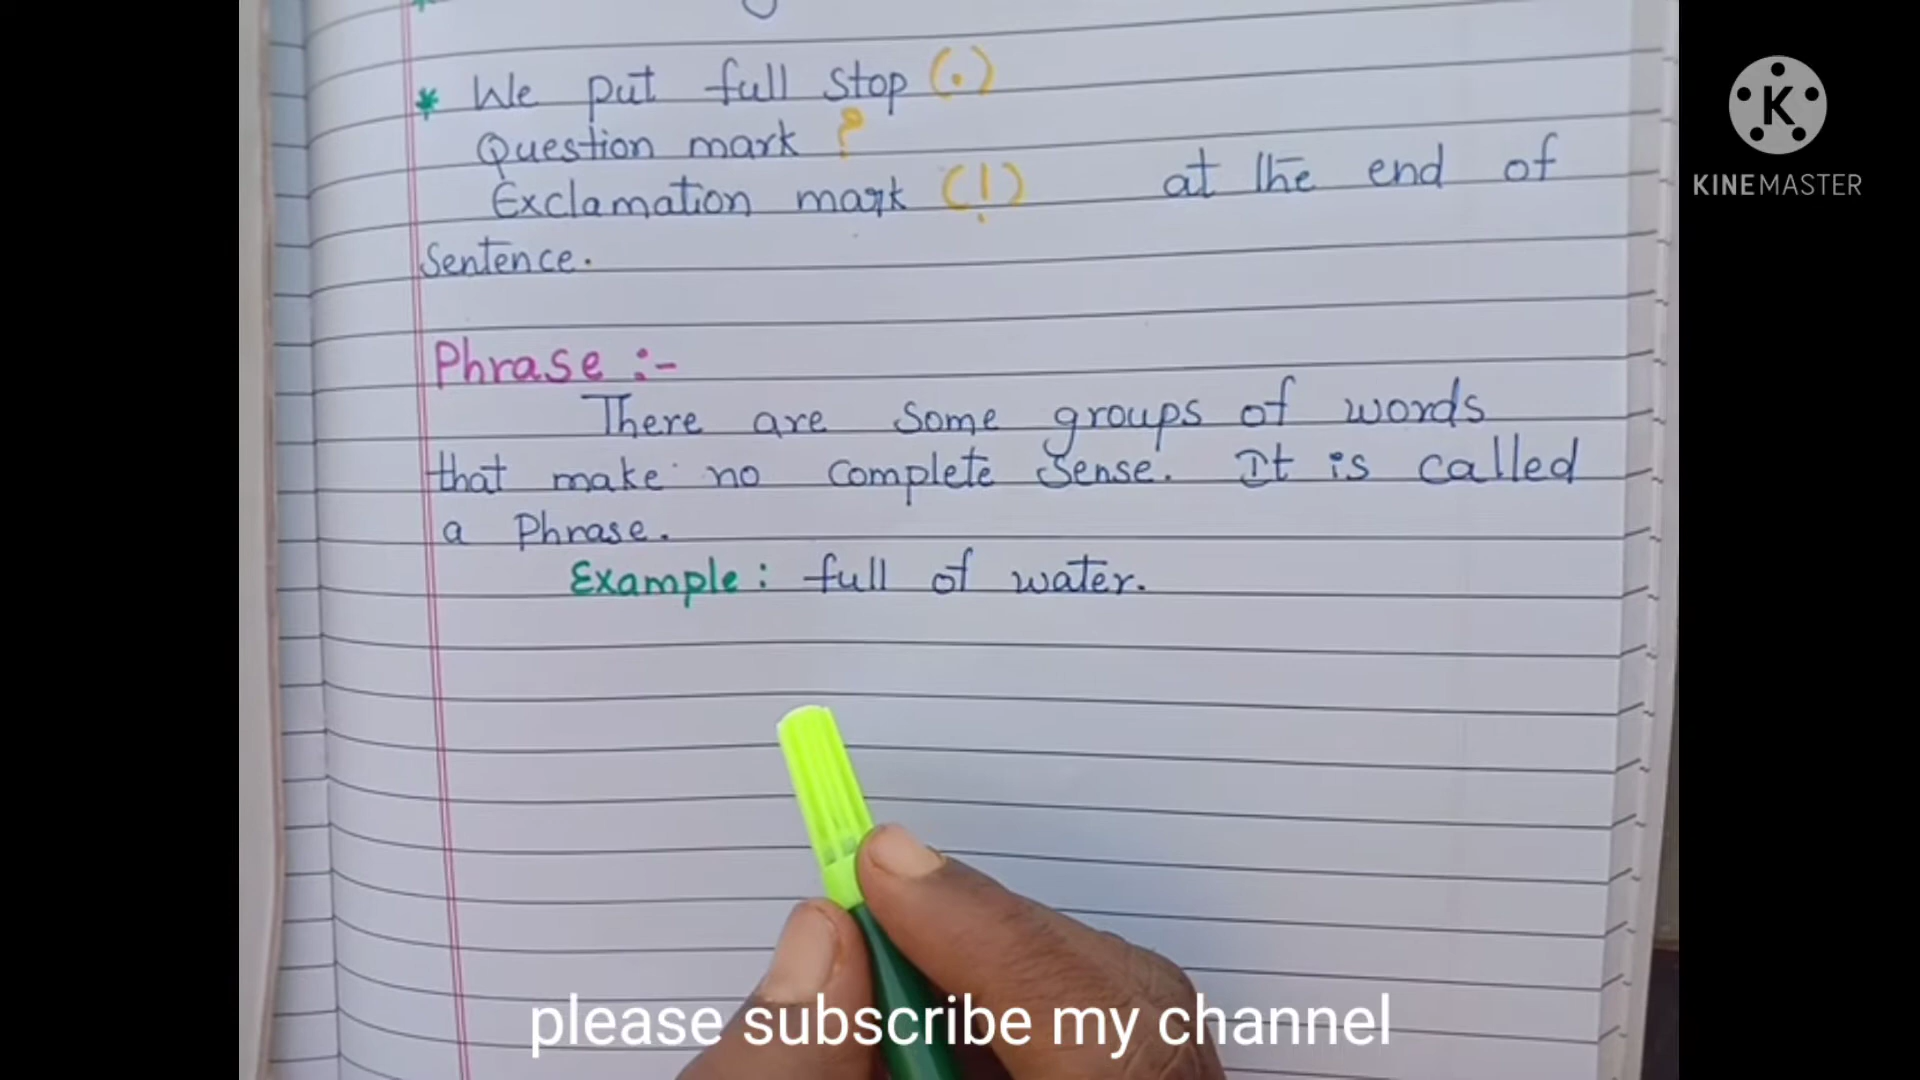 * We put full stop (.)
Question mark ?
Exclamation mark (!) at the end of
Sentence.
Phrase :-
There are some groups of words
that make no complete sense. It is called
a Phrase.
Example: full of water.
K
KINEMASTER
please subscribe my channel